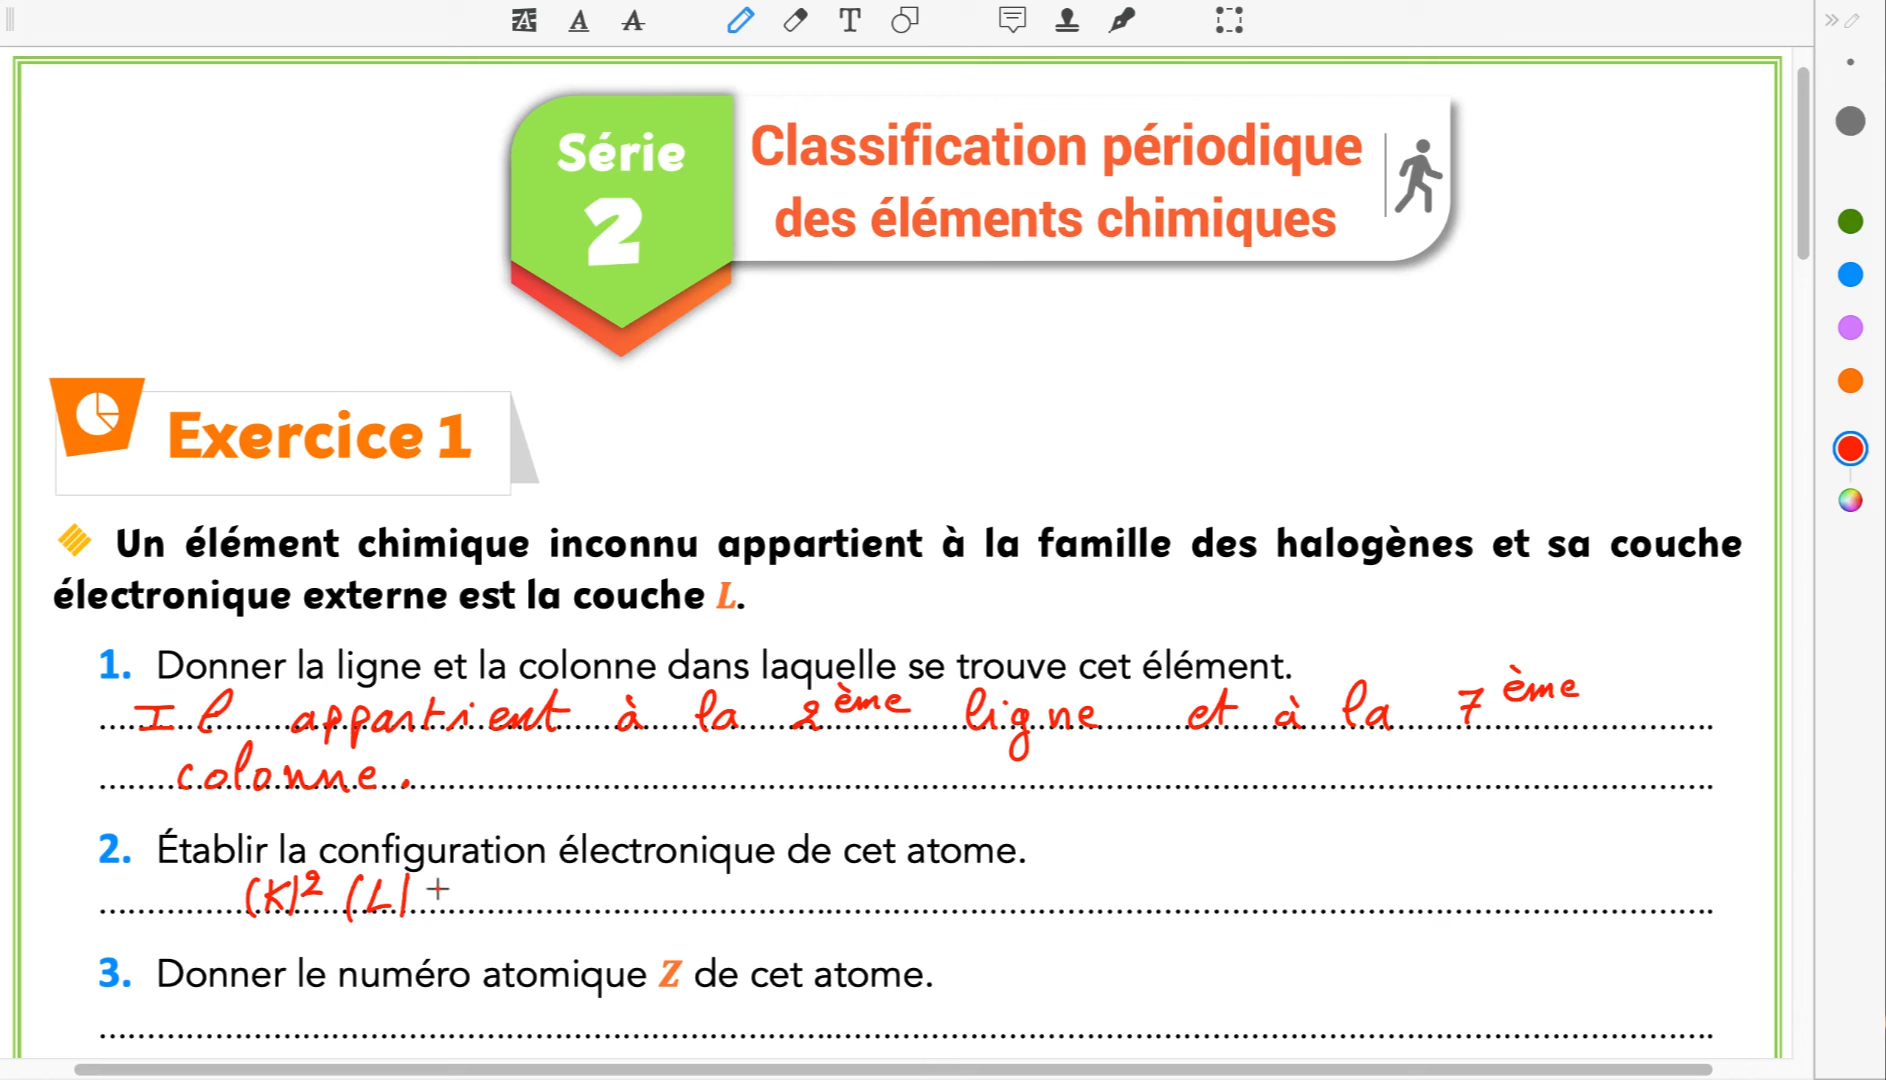 Série
2
Classification périodique
des éléments chimiques
Exercice 1
Un élément chimique inconnu appartient à la famille des halogènes et sa couche
électronique externe est la couche L.
1. Donner la ligne et la colonne dans laquelle se trouve cet élément.
Il appartient à la 2ème ligne et à la 7ème
colonne.
2. Établir la configuration électronique de cet atome.
(K)² (L)
3. Donner le numéro atomique Z de cet atome.